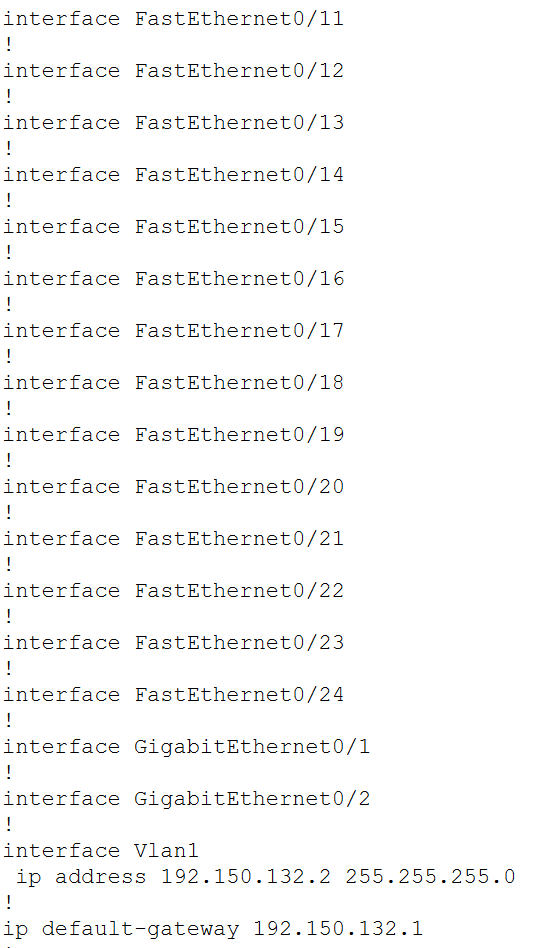 interface FastEthernet0/11
!
interface FastEthernet0/12
!
interface FastEthernet0/13
!
interface FastEthernet0/14
!
interface FastEthernet0/15
!
interface FastEthernet0/16
!
interface FastEthernet0/17
!
interface FastEthernet0/18
!
interface FastEthernet0/19
!
interface FastEthernet0/20
!
interface FastEthernet0/21
!
interface FastEthernet0/22
!
interface FastEthernet0/23
!
interface FastEthernet0/24
!
interface GigabitEthernet0/1
!
interface GigabitEthernet0/2
!
interface Vlan1
 ip address 192.150.132.2 255.255.255.0
!
ip default-gateway 192.150.132.1